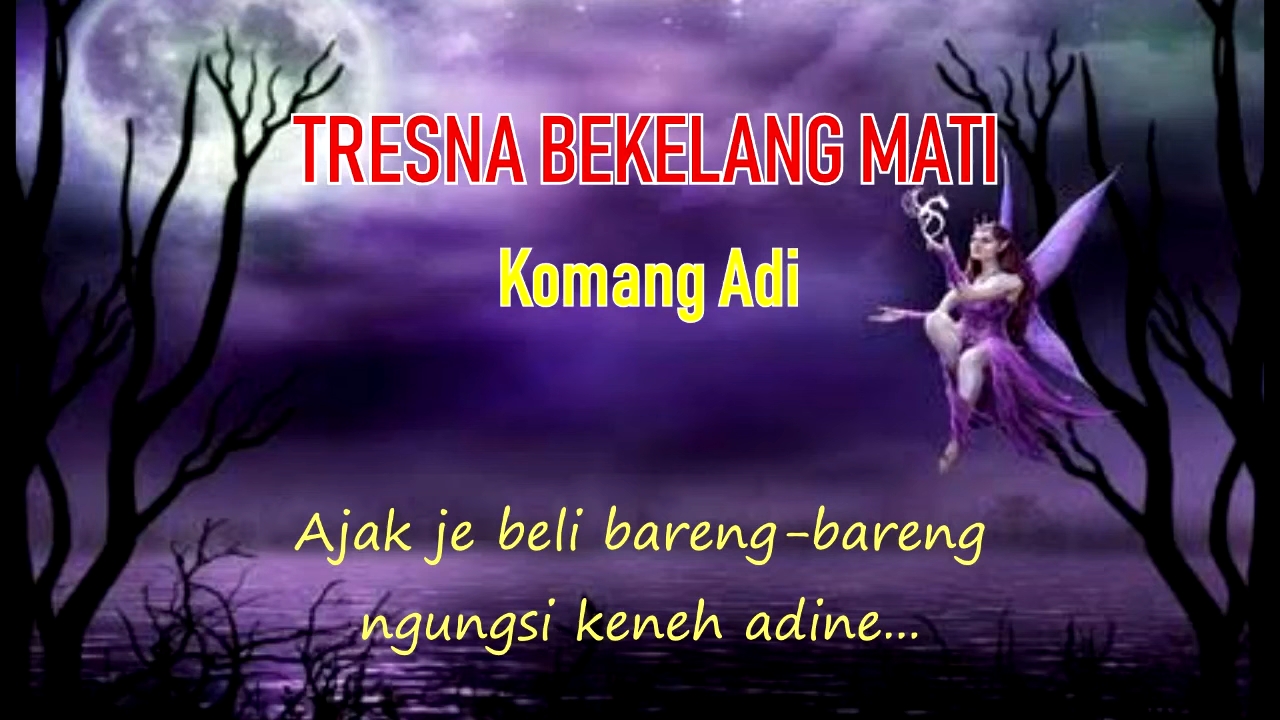 TRESNA BEKELANG MATI
Komang Adi
Ajak je beli bareng-bareng
ngungsi keneh adine...